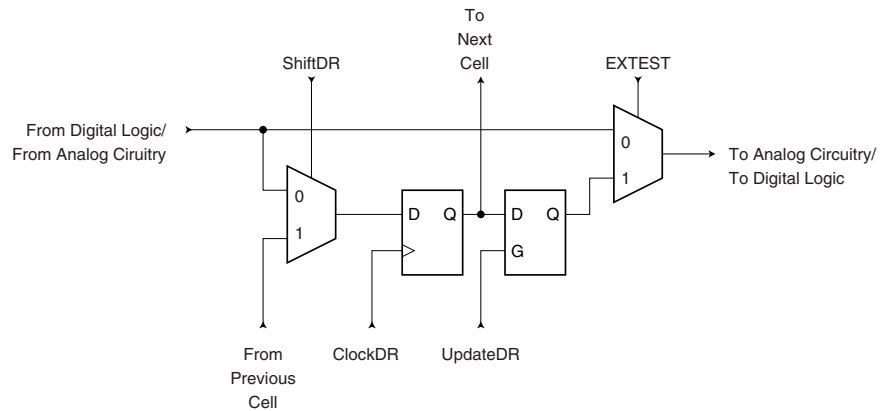 To
Next
Cell
ShiftDR
EXTEST
From Digital Logic/
From Analog Ciruitry
0
1
To Analog Circuitry/
To Digital Logic
0
1
D Q
D Q
G
From
Previous
Cell
ClockDR
UpdateDR